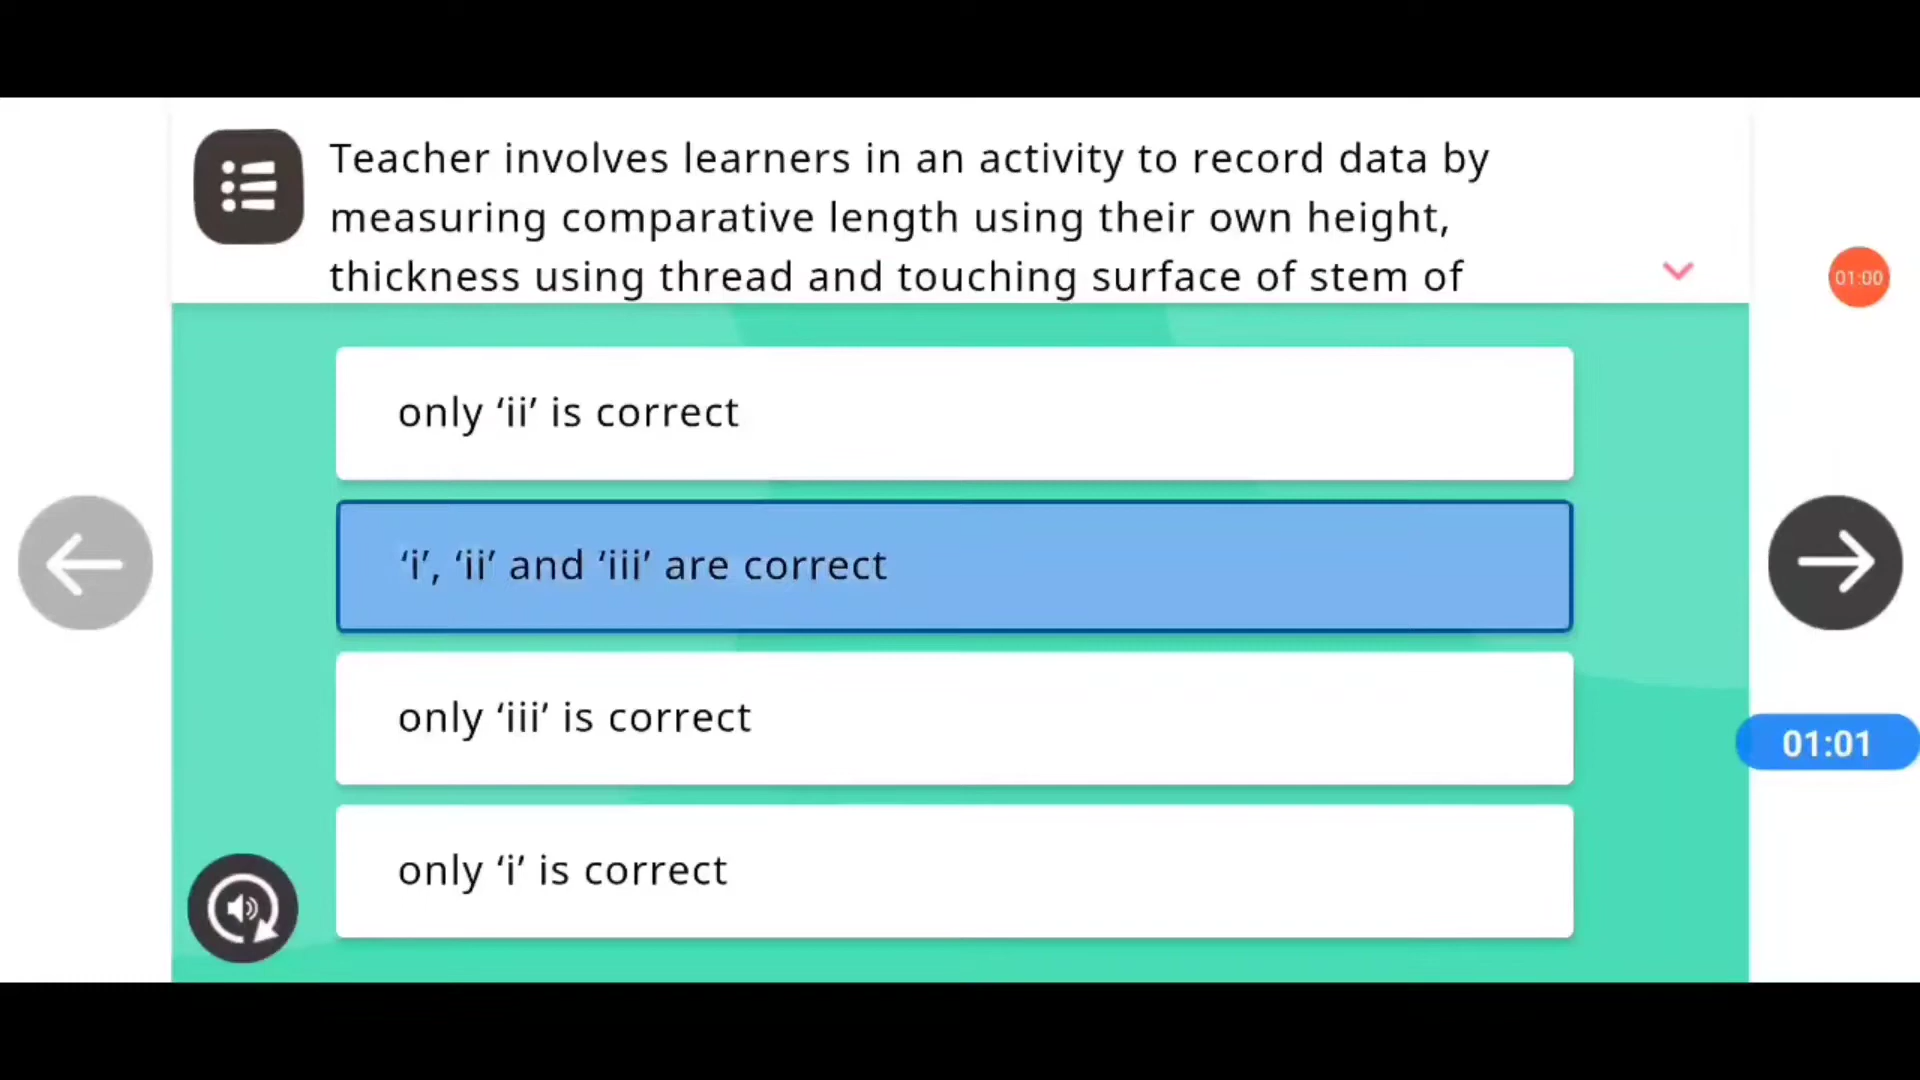 Teacher involves learners in an activity to record data by
measuring comparative length using their own height,
thickness using thread and touching surface of stem of
01:00
only ‘ii’ is correct
‘i’, ‘ii’ and ‘iii’ are correct
only ‘iii’ is correct
01:01
only ‘i’ is correct